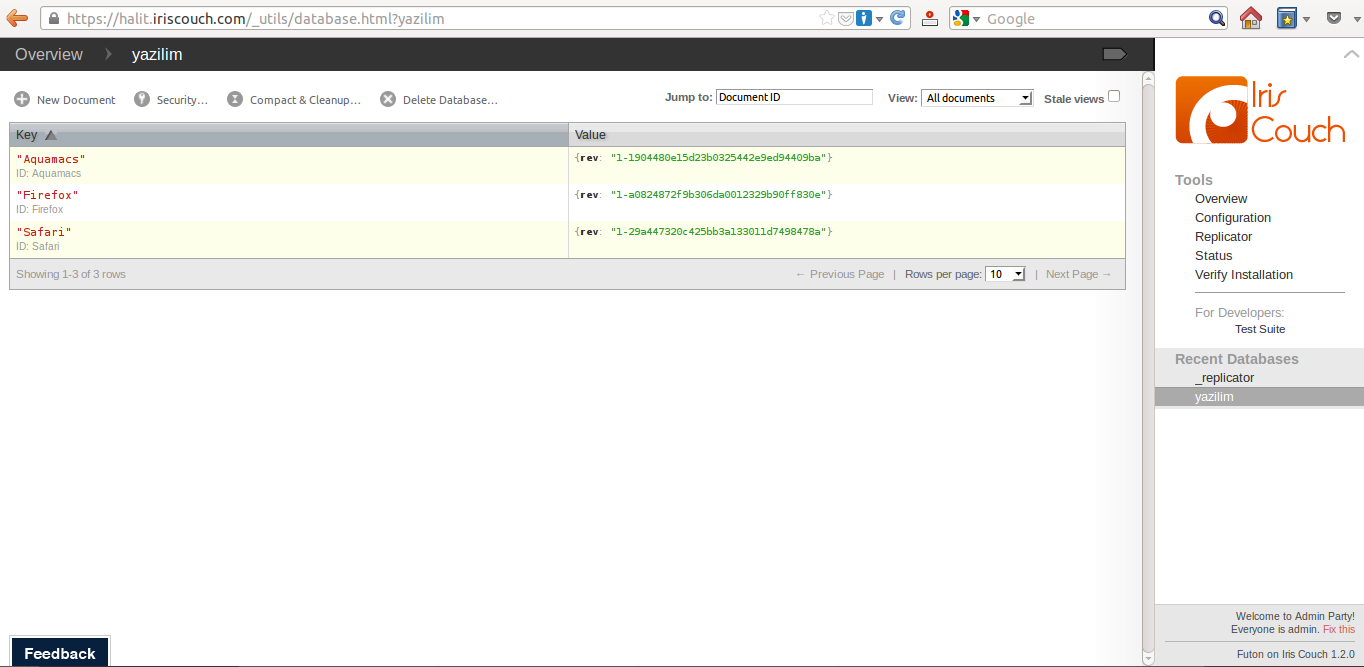 https://halit.iriscouch.com/_utils/database.html?yazilim
Google
Overview
yazilim
New Document
Security…
Compact & Cleanup…
Delete Database…
Jump to: Document ID
View: All documents
Stale views
Key
Value
"Aquamacs"
ID: Aquamacs
{rev: "1-1904480e15d23b0325442e9ed94409ba"}
"Firefox"
ID: Firefox
{rev: "1-a0824872f9b306da0012329b90ff830e"}
"Safari"
ID: Safari
{rev: "1-29a447320c425bb3a133011d7498478a"}
Showing 1-3 of 3 rows
← Previous Page | Rows per page: 10 | Next Page →
Iris
Couch
Tools
Overview
Configuration
Replicator
Status
Verify Installation
For Developers:
Test Suite
Recent Databases
_replicator
yazilim
Welcome to Admin Party!
Everyone is admin. Fix this
Futon on Iris Couch 1.2.0
Feedback